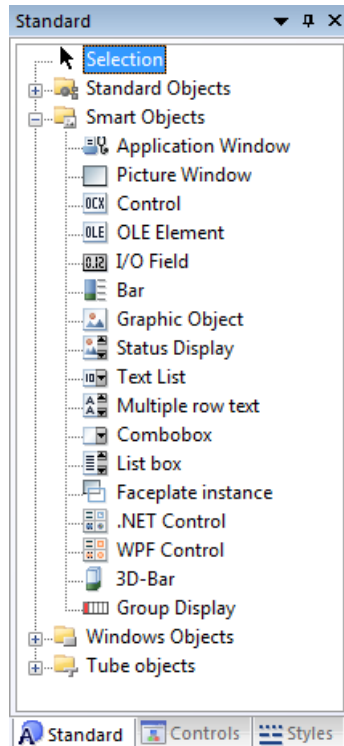 Standard
Selection
Standard Objects
Smart Objects
Application Window
Picture Window
OCX Control
OLE OLE Element
0.12 I/O Field
Bar
Graphic Object
Status Display
10 Text List
A A Multiple row text
Combobox
List box
Faceplate instance
.NET Control
WPF Control
3D-Bar
Group Display
Windows Objects
Tube objects
A Standard Controls Styles